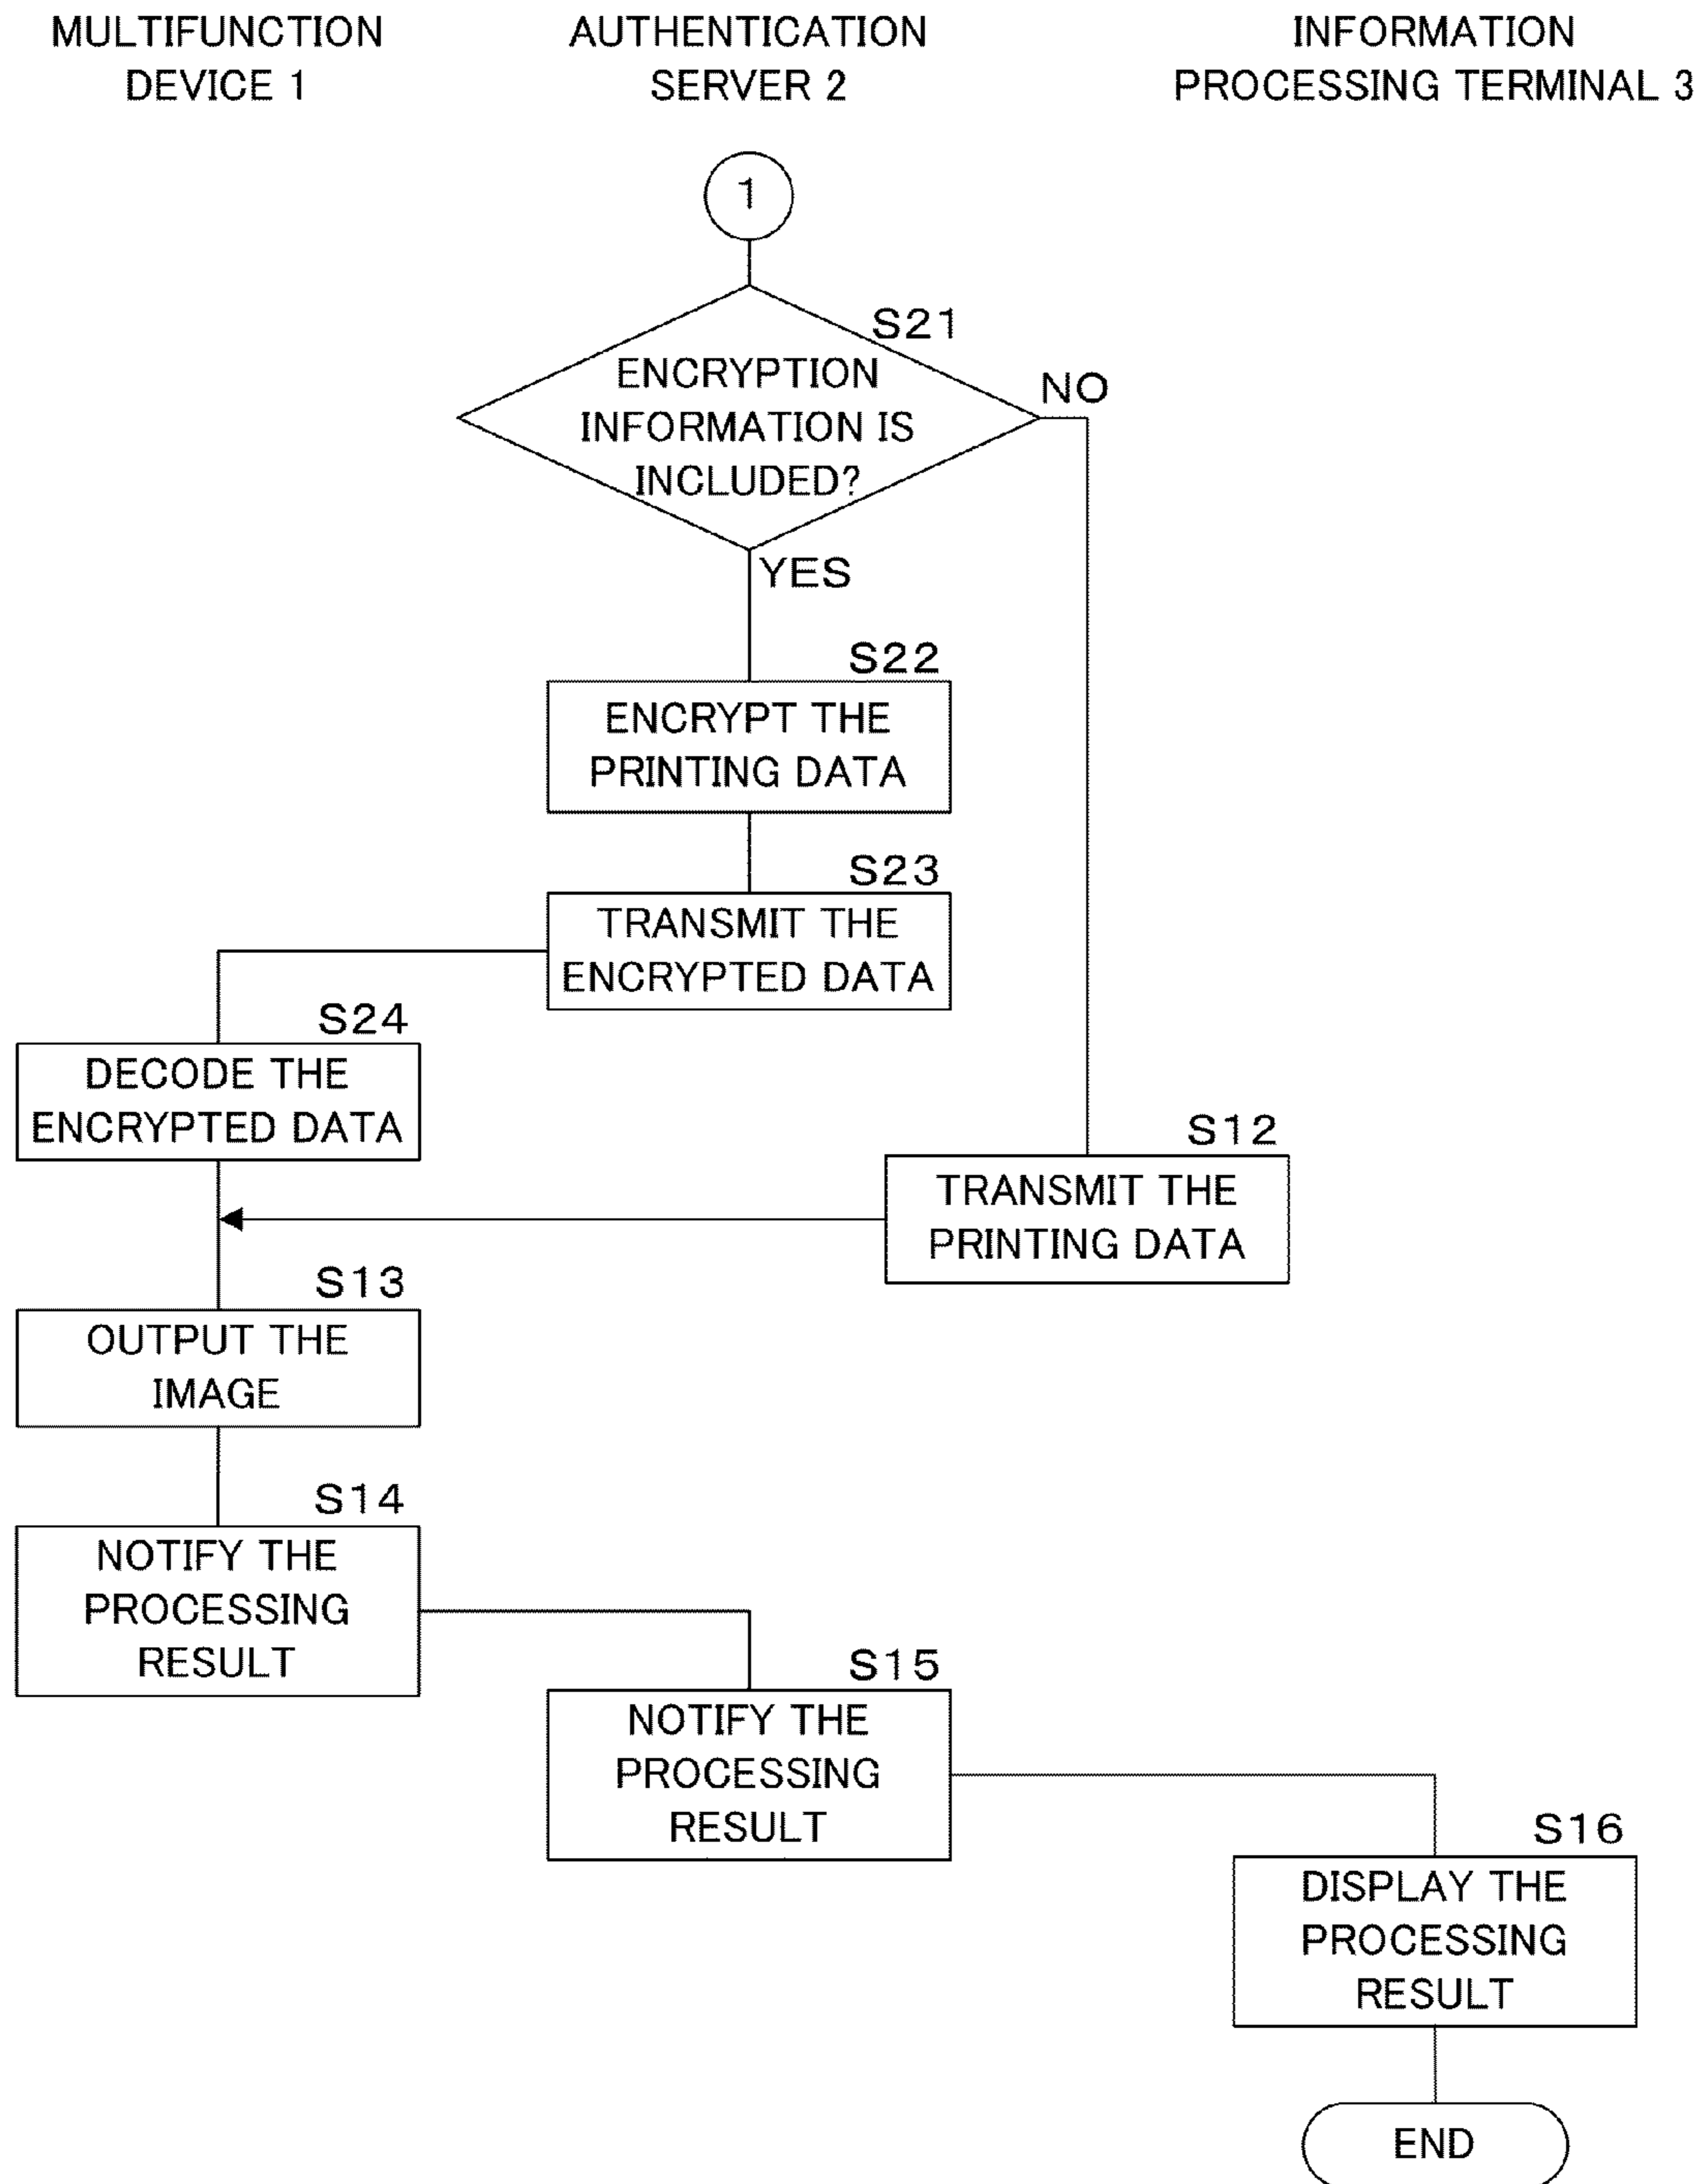 MULTIFUNCTION
DEVICE 1
AUTHENTICATION
SERVER 2
INFORMATION
PROCESSING TERMINAL 3
1
S21
ENCRYPTION
INFORMATION IS
INCLUDED?
NO
YES
S22
ENCRYPT THE
PRINTING DATA
S23
TRANSMIT THE
ENCRYPTED DATA
S24
DECODE THE
ENCRYPTED DATA
S12
TRANSMIT THE
PRINTING DATA
S13
OUTPUT THE
IMAGE
S14
NOTIFY THE
PROCESSING
RESULT
S15
NOTIFY THE
PROCESSING
RESULT
S16
DISPLAY THE
PROCESSING
RESULT
END